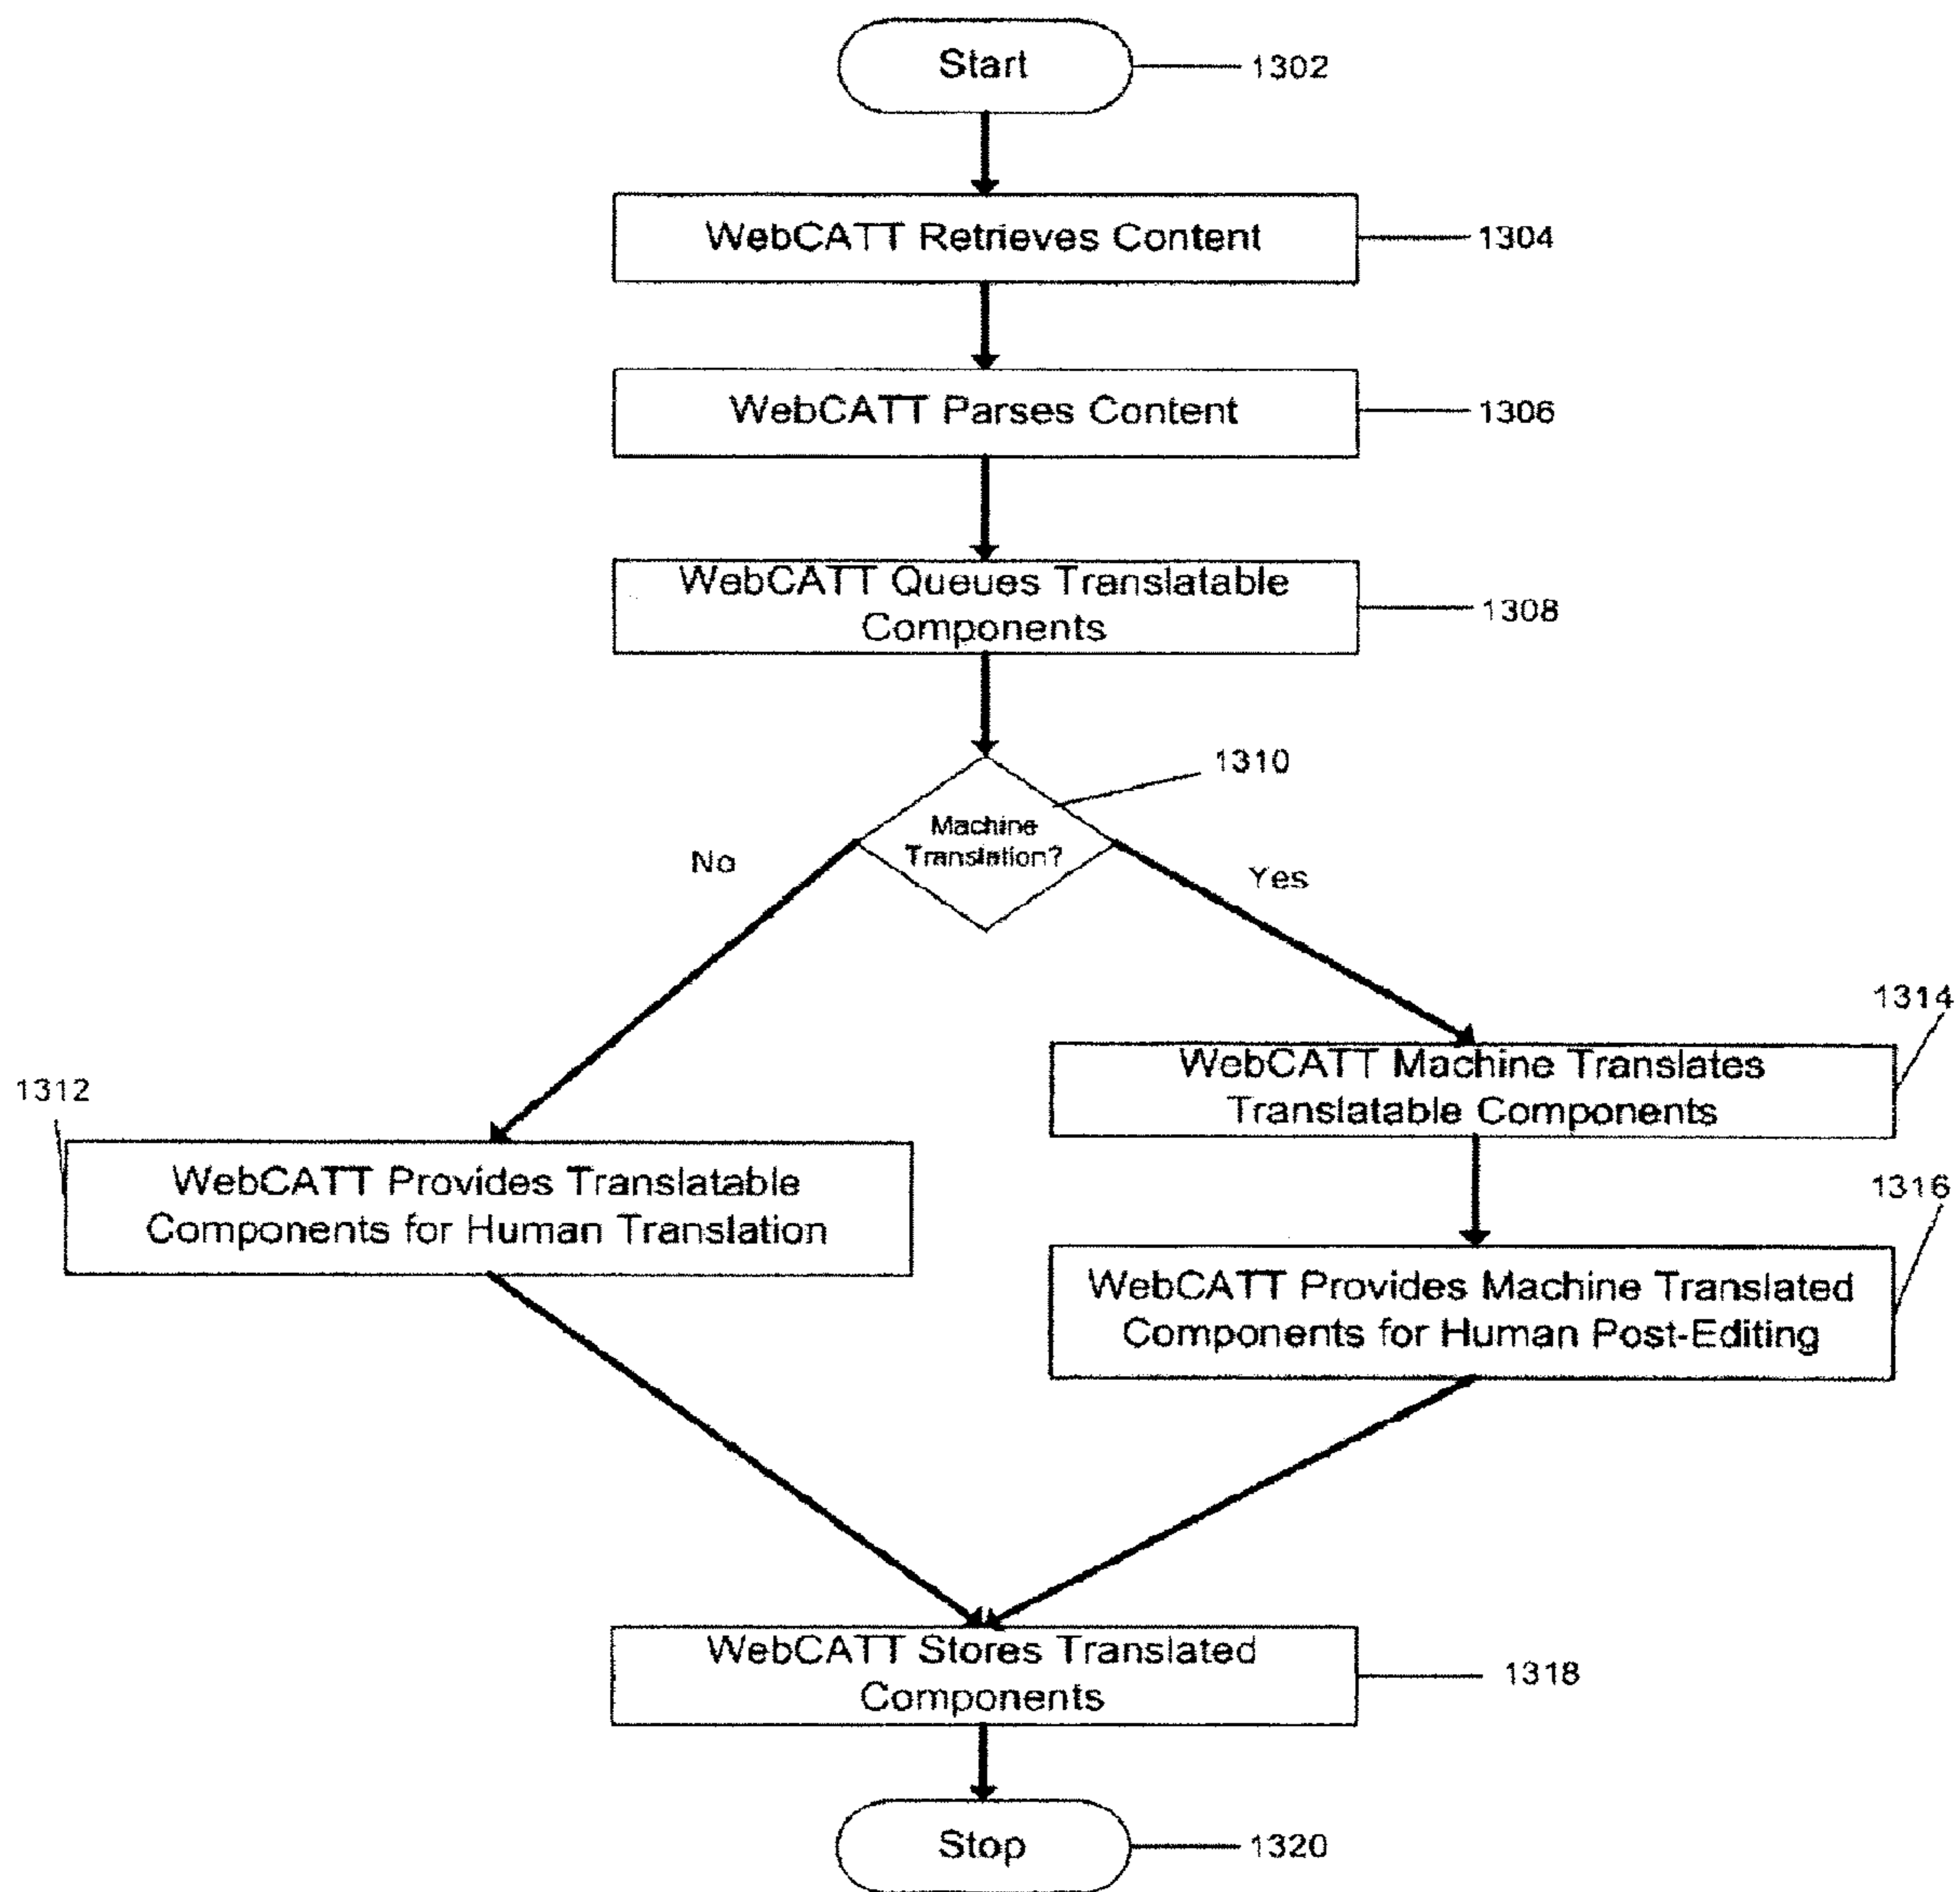 Start
1302
WebCATT Retrieves Content
1304
WebCATT Parses Content
1306
WebCATT Queues Translatable
Components
1308
1310
Machine
Translation?
No
Yes
1314
WebCATT Machine Translates
Translatable Components
1312
WebCATT Provides Translatable
Components for Human Translation
1316
WebCATT Provides Machine Translated
Components for Human Post-Editing
WebCATT Stores Translated
Components
1318
Stop
1320